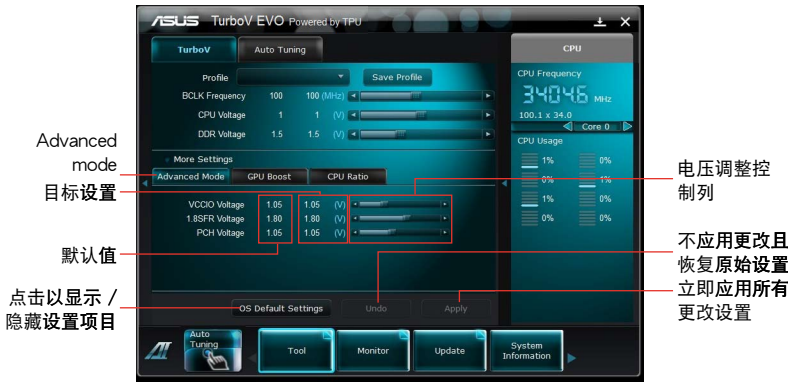 ASUS TurboV EVO Powered by TPU
TurboV
Auto Tuning
Profile
Save Profile
BCLK Frequency 100 100 (MHz)
CPU Voltage 1 1 (V)
DDR Voltage 1.5 1.5 (V)
More Settings
Advanced Mode
GPU Boost
CPU Ratio
VCCIO Voltage 1.05 1.05 (V)
1.8SFR Voltage 1.80 1.80 (V)
PCH Voltage 1.05 1.05 (V)
OS Default Settings
Undo
Apply
Auto
Tuning
Tool
Monitor
Update
System
Information
CPU
CPU Frequency
3404.6 MHz
100.1 x 34.0
Core 0
CPU Usage
1% 0%
0% 1%
1% 0%
0% 0%
Advanced
mode
目标设置
默认值
点击以显示 /
隐藏设置项目
电压调整控
制列
不应用更改且
恢复原始设置
立即应用所有
更改设置